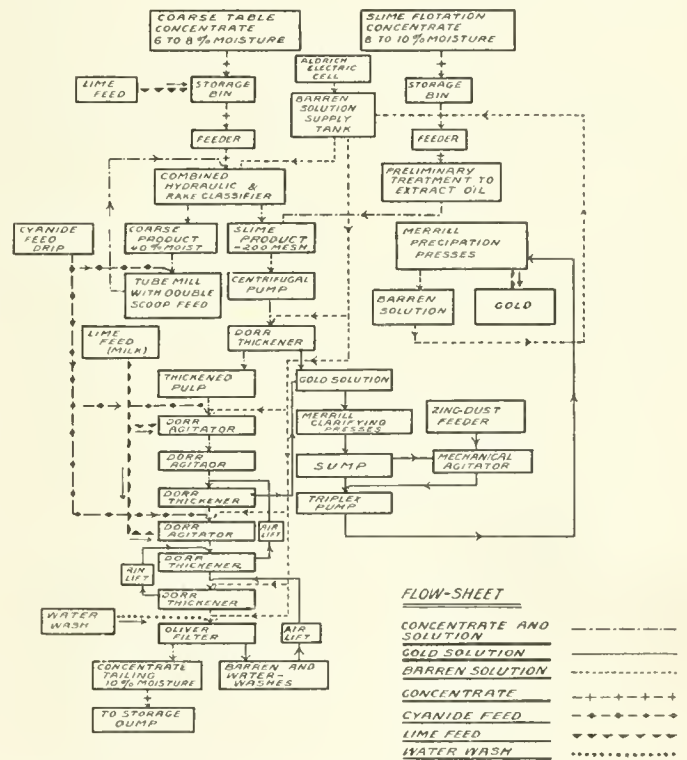 COARSE TABLE
CONCENTRATE
6 TO 8 % MOISTURE
SLIME FLOTATION
CONCENTRATE
8 TO 10 % MOISTURE
ALDRICH
ELECTRIC
CELL
LIME
FEED
STORAGE
BIN
BARREN
SOLUTION
SUPPLY
TANK
STORAGE
BIN
FEEDER
FEEDER
COMBINED
HYDRAULIC &
RAKE CLASSIFIER
PRELIMINARY
TREATMENT TO
EXTRACT OIL
CYANIDE
FEED
DRIP
COARSE
PRODUCT
40 % MOIST
SLIME
PRODUCT
-200 MESH
MERRILL
PRECIPATION
PRESSES
TUBE MILL
WITH DOUBLE
SCOOP FEED
CENTRIFUGAL
PUMP
BARREN
SOLUTION
GOLD
LIME
FEED
(MILK)
DORR
THICKENER
THICKENED
PULP
GOLD SOLUTION
DORR
AGITATOR
MERRILL
CLARIFYING
PRESSES
ZINC-DUST
FEEDER
DORR
AGITAOR
SUMP
MECHANICAL
AGITATOR
DORR
THICKENER
TRIPLEX
PUMP
DORR
AGITATOR
AIR
LIFT
DORR
THICKENER
AIR
LIFT
DORR
THICKENER
WATER
WASH
OLIVER
FILTER
AIR
LIFT
CONCENTRATE
TAILING
10 % MOISTURE
BARREN AND
WATER-
WASHES
TO STORAGE
DUMP
FLOW-SHEET
CONCENTRATE AND
SOLUTION
GOLD SOLUTION
BARREN SOLUTION
CONCENTRATE
CYANIDE FEED
LIME FEED
WATER WASH